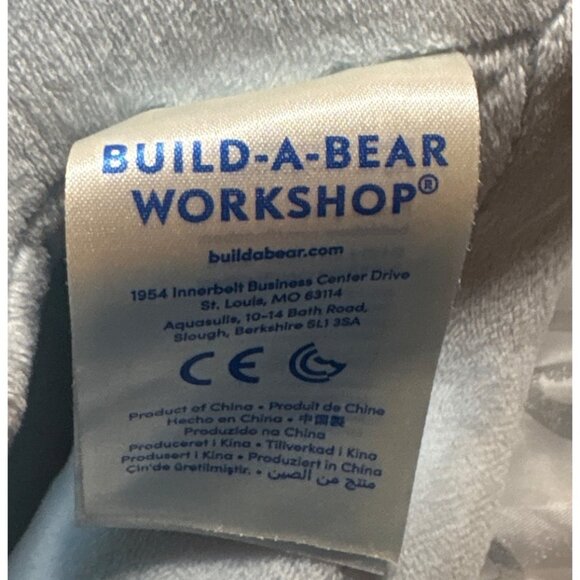 BUILD-A-BEAR
WORKSHOP®
buildabear.com
1954 Innerbelt Business Center Drive
St. Louis, MO 63114
Aquasulis, 10-14 Bath Road,
Slough, Berkshire SL1 3SA
CE
Product of China • Produit de Chine
Hecho en China • 中国製
Produzido na China
Produceret i Kina • Tillverkad i Kina
Produsert i Kina • Produziert in China
Çin'de Üretilmiştir. • منتج من الصين